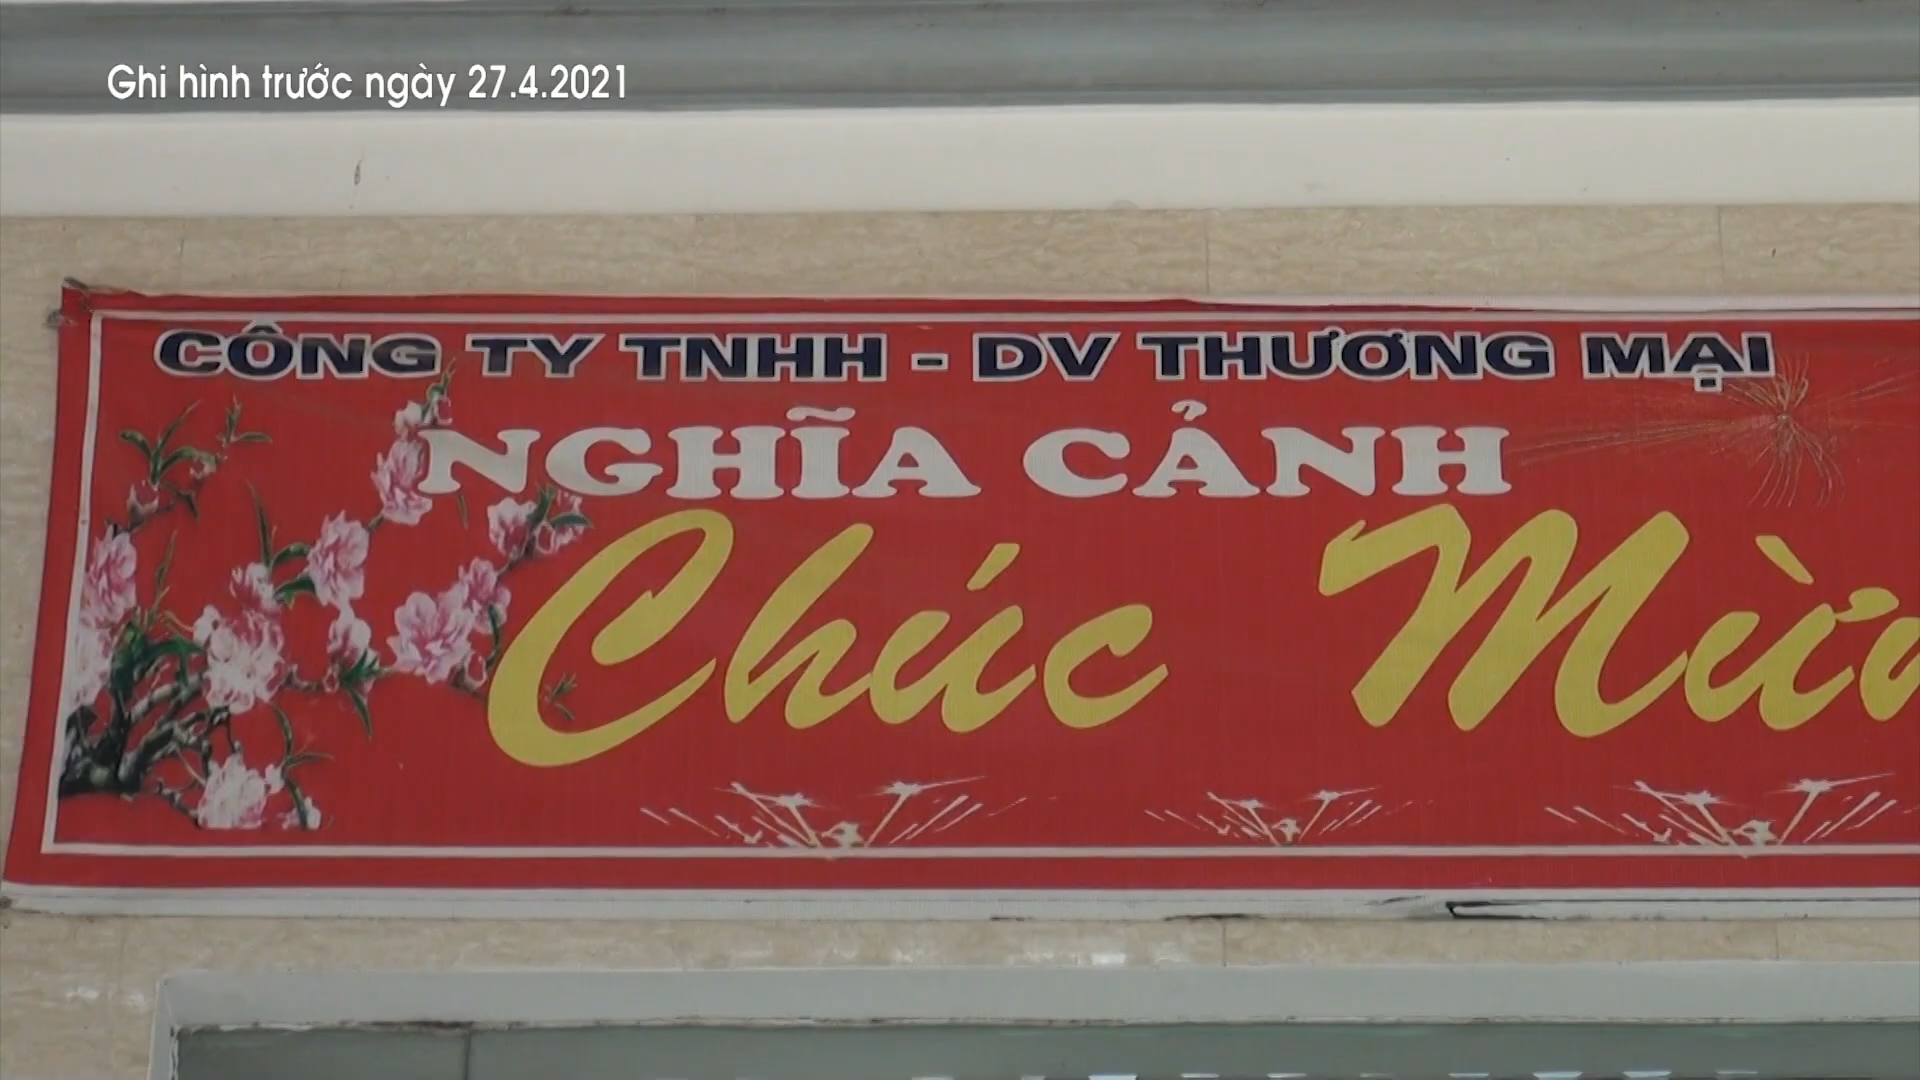 Ghi hình trước ngày 27.4.2021
CÔNG TY TNHH - DV THƯƠNG MẠI
NGHĨA CẢNH
Chúc